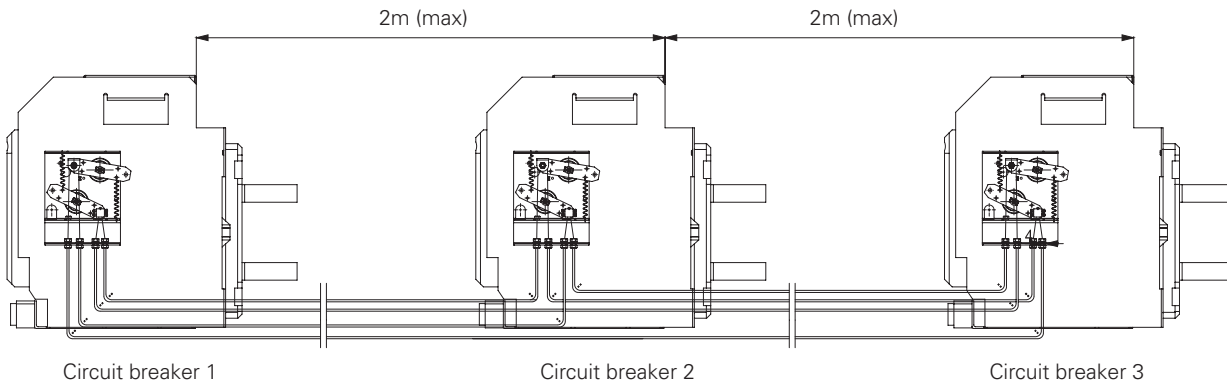 2m (max)
2m (max)
Circuit breaker 1
Circuit breaker 2
Circuit breaker 3